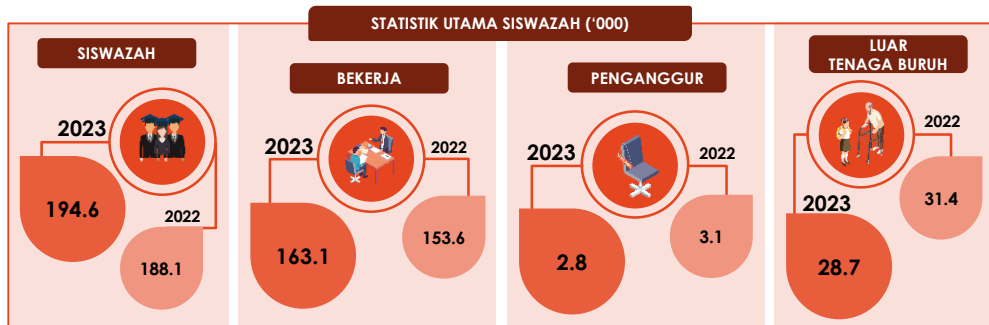 STATISTIK UTAMA SISWAZAH (‘000)
SISWAZAH
2023
194.6
2022
188.1
BEKERJA
2023
163.1
2022
153.6
PENGANGGUR
2023
2.8
2022
3.1
LUAR
TENAGA BURUH
2023
28.7
2022
31.4